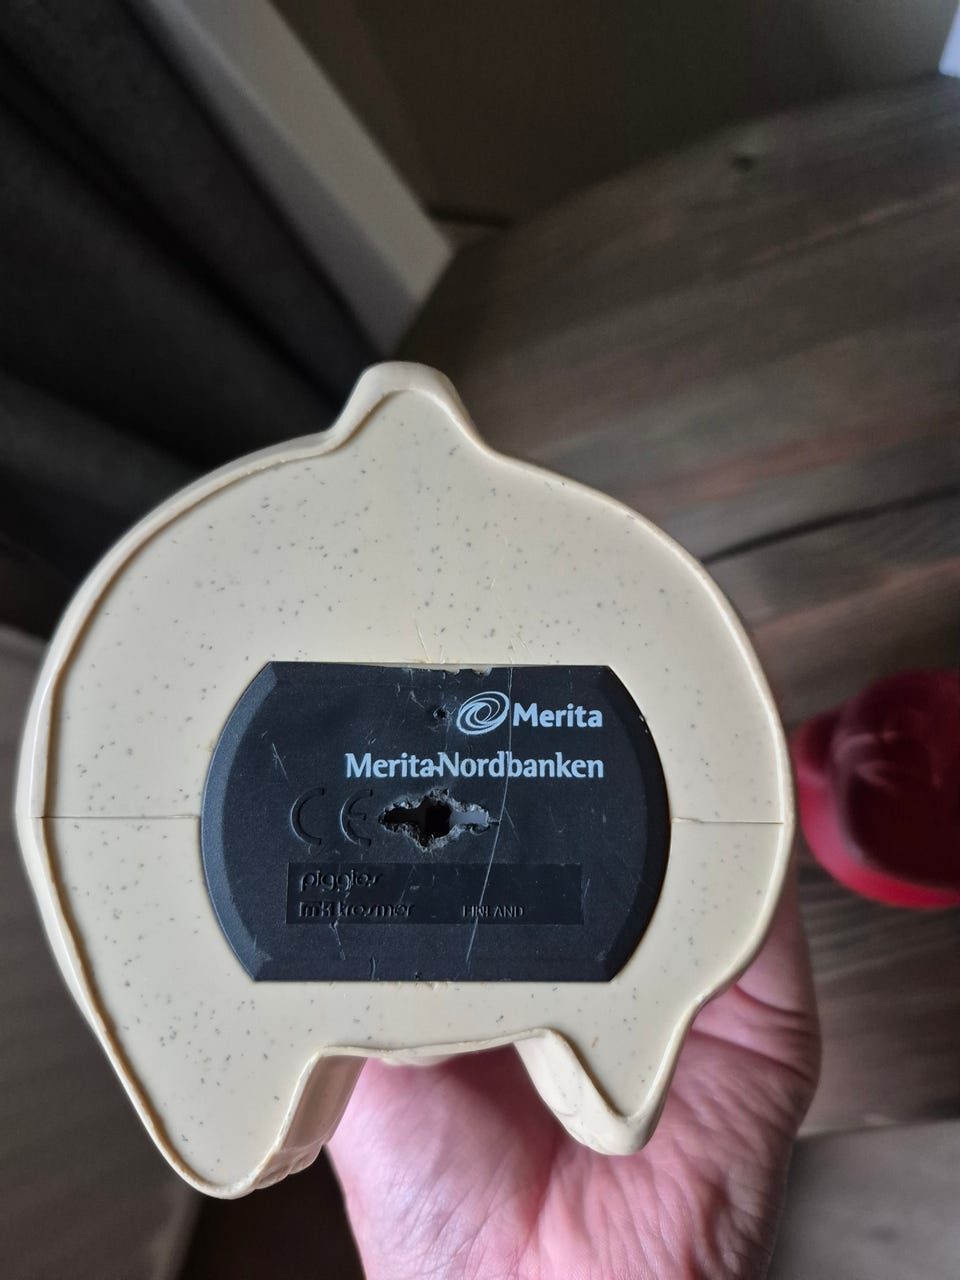 Merita
Merita-Nordbanken
CE
piggies
FINLAND